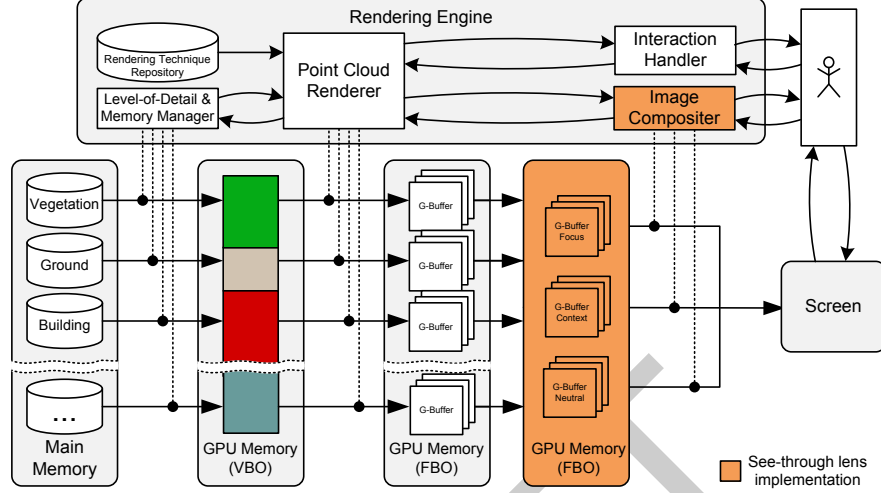 Rendering Engine
Rendering Technique
Repository
Point Cloud
Renderer
Interaction
Handler
Level-of-Detail &
Memory Manager
Image
Compositer
Vegetation
Ground
Building
...
Main
Memory
GPU Memory
(VBO)
G-Buffer
G-Buffer
G-Buffer
G-Buffer
GPU Memory
(FBO)
G-Buffer
Focus
G-Buffer
Context
G-Buffer
Neutral
GPU Memory
(FBO)
Screen
See-through lens
implementation